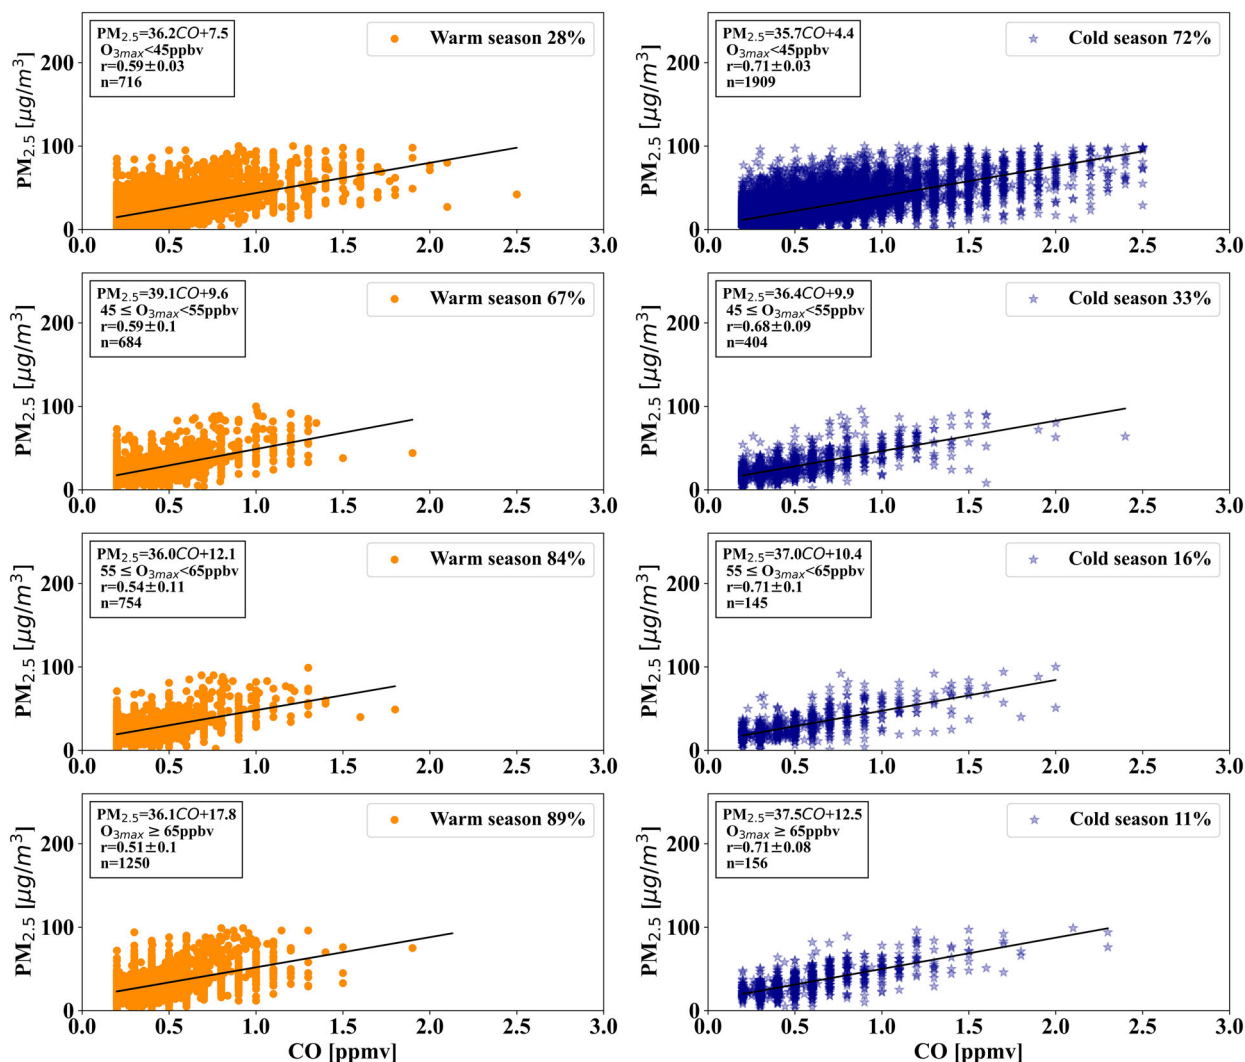 PM2.5=36.2CO+7.5
O3max<45ppbv
r=0.59±0.03
n=716
Warm season 28%
PM2.5 [μg/m³]
200
100
0
0.0 0.5 1.0 1.5 2.0 2.5 3.0
PM2.5=35.7CO+4.4
O3max<45ppbv
r=0.71±0.03
n=1909
Cold season 72%
PM2.5 [μg/m³]
200
100
0
0.0 0.5 1.0 1.5 2.0 2.5 3.0
PM2.5=39.1CO+9.6
45 ≤ O3max<55ppbv
r=0.59±0.1
n=684
Warm season 67%
PM2.5 [μg/m³]
200
100
0
0.0 0.5 1.0 1.5 2.0 2.5 3.0
PM2.5=36.4CO+9.9
45 ≤ O3max<55ppbv
r=0.68±0.09
n=404
Cold season 33%
PM2.5 [μg/m³]
200
100
0
0.0 0.5 1.0 1.5 2.0 2.5 3.0
PM2.5=36.0CO+12.1
55 ≤ O3max<65ppbv
r=0.54±0.11
n=754
Warm season 84%
PM2.5 [μg/m³]
200
100
0
0.0 0.5 1.0 1.5 2.0 2.5 3.0
PM2.5=37.0CO+10.4
55 ≤ O3max<65ppbv
r=0.71±0.1
n=145
Cold season 16%
PM2.5 [μg/m³]
200
100
0
0.0 0.5 1.0 1.5 2.0 2.5 3.0
PM2.5=36.1CO+17.8
O3max ≥ 65ppbv
r=0.51±0.1
n=1250
Warm season 89%
PM2.5 [μg/m³]
200
100
0
0.0 0.5 1.0 1.5 2.0 2.5 3.0
CO [ppmv]
PM2.5=37.5CO+12.5
O3max ≥ 65ppbv
r=0.71±0.08
n=156
Cold season 11%
PM2.5 [μg/m³]
200
100
0
0.0 0.5 1.0 1.5 2.0 2.5 3.0
CO [ppmv]